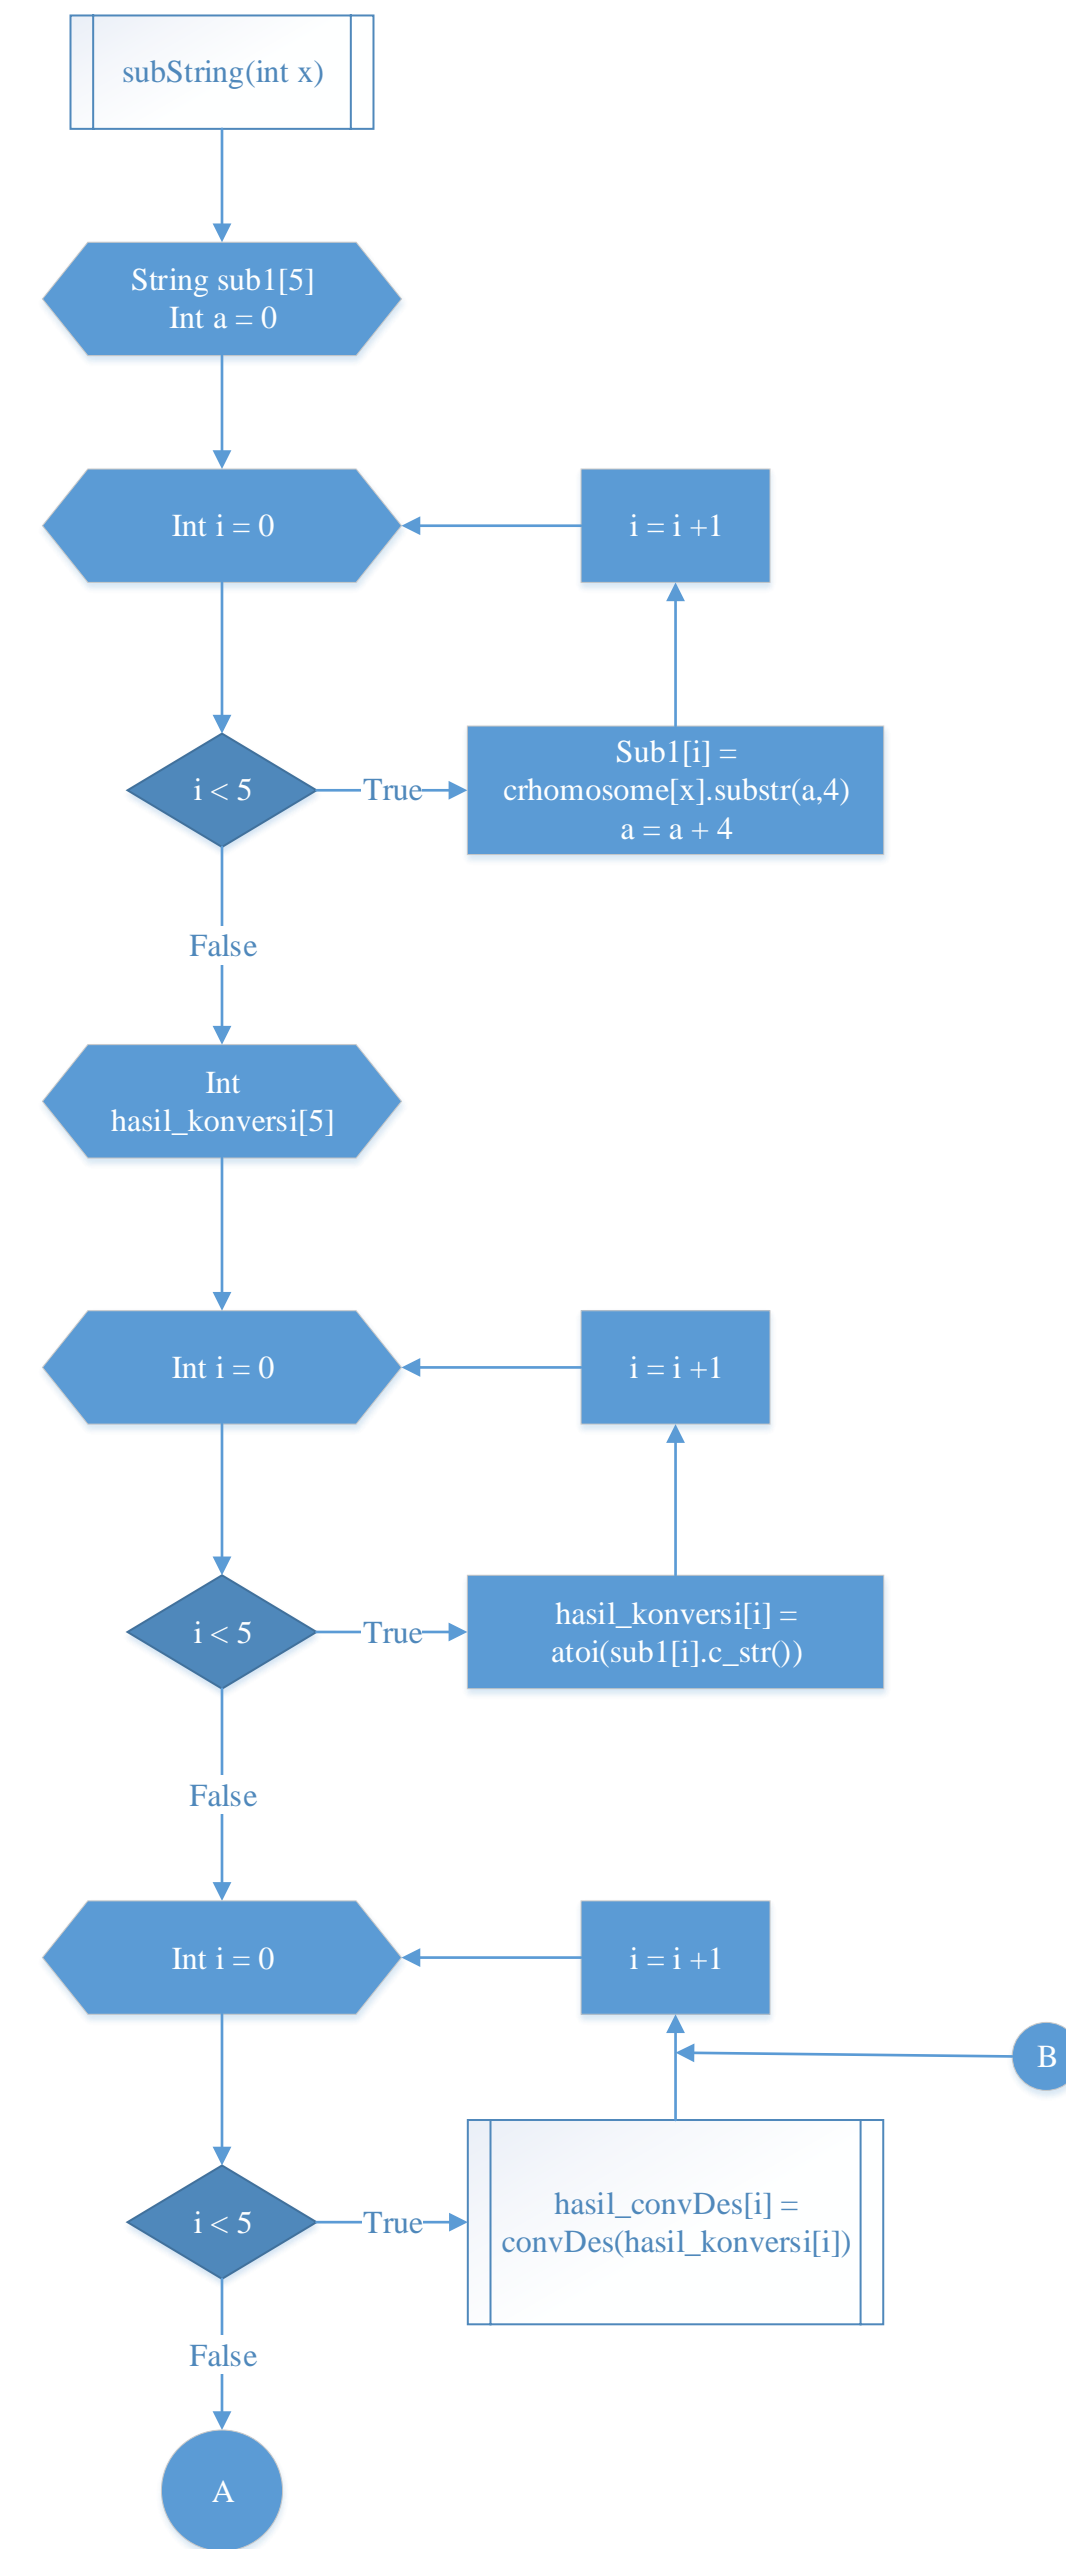 subString(int x)
String sub1[5]
Int a = 0
Int i = 0
i = i +1
i < 5
True
Sub1[i] =
crhomosome[x].substr(a,4)
a = a + 4
False
Int
hasil_konversi[5]
Int i = 0
i = i +1
i < 5
True
hasil_konversi[i] =
atoi(sub1[i].c_str())
False
Int i = 0
i = i +1
B
i < 5
True
hasil_convDes[i] =
convDes(hasil_konversi[i])
False
A